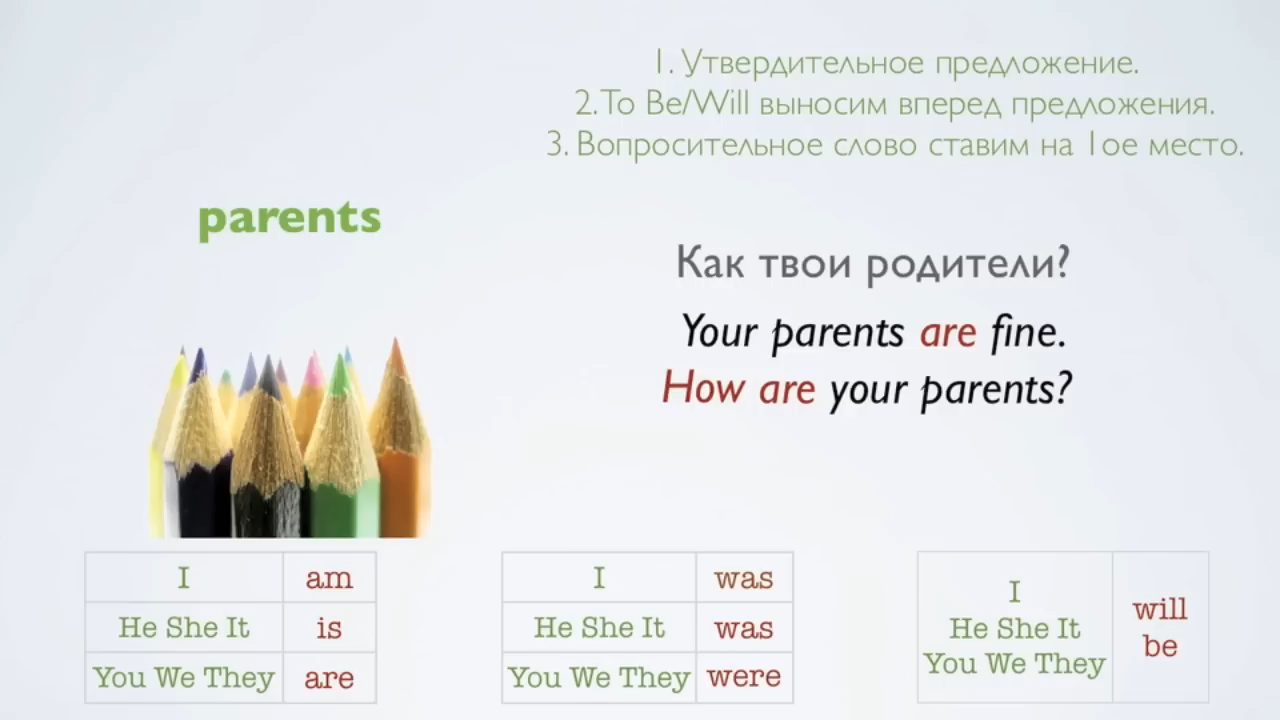 1. Утвердительное предложение.
2. To Be/Will выносим вперед предложения.
3. Вопросительное слово ставим на 1ое место.
parents
Как твои родители?
Your parents are fine.
How are your parents?
I am
He She It is
You We They are
I was
He She It was
You We They were
I
He She It
You We They
will
be